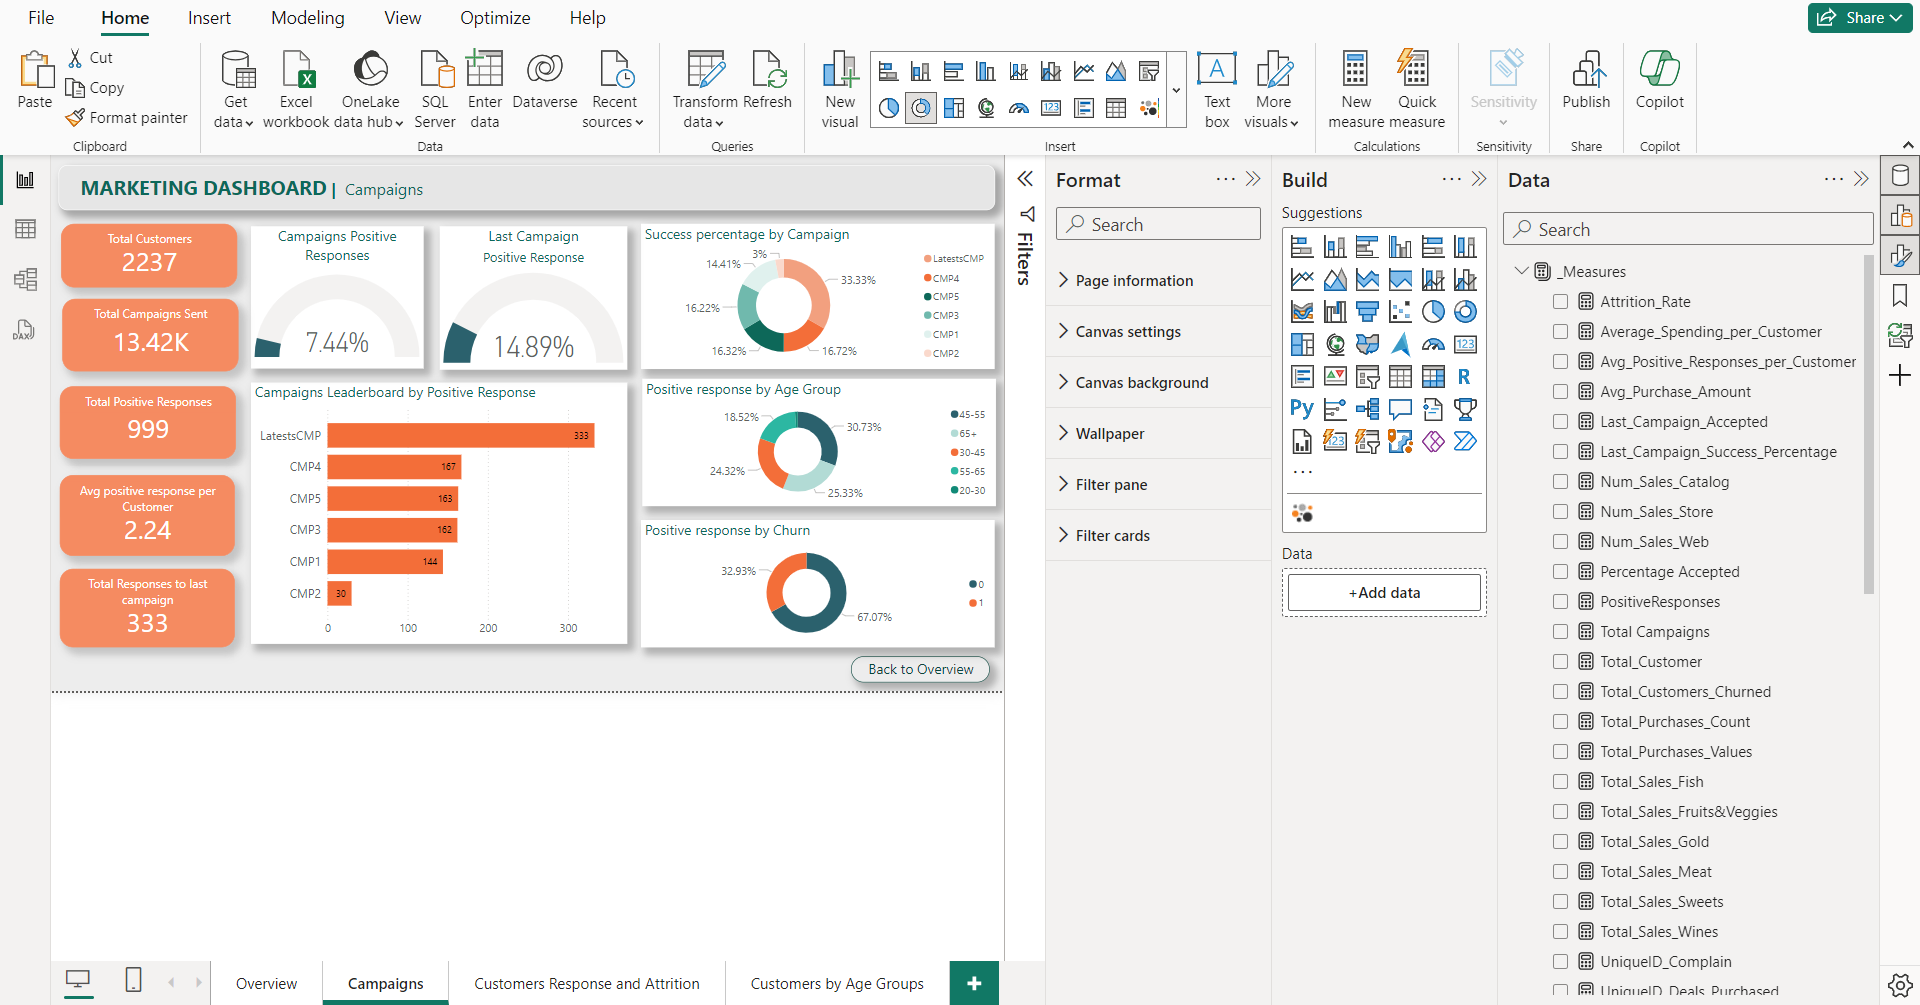 File
Home
Insert
Modeling
View
Optimize
Help
Share
Paste
Cut
Copy
Format painter
Clipboard
Get
data
Excel
workbook
OneLake
data hub
SQL
Server
Enter
data
Dataverse
Recent
sources
Data
Transform
data
Refresh
Queries
New
visual
Text
box
More
visuals
Insert
New
measure
Quick
measure
Calculations
Sensitivity
Sensitivity
Publish
Share
Copilot
Copilot
MARKETING DASHBOARD | Campaigns
Total Customers
2237
Total Campaigns Sent
13.42K
Total Positive Responses
999
Avg positive response per
Customer
2.24
Total Responses to last
campaign
333
Campaigns Positive
Responses
7.44%
Last Campaign
Positive Response
14.89%
Campaigns Leaderboard by Positive Response
LatestsCMP 333
CMP4 167
CMP5 163
CMP3 162
CMP1 144
CMP2 30
0 100 200 300
Success percentage by Campaign
3%
14.41%
33.33%
16.22%
16.32%
16.72%
LatestsCMP
CMP4
CMP5
CMP3
CMP1
CMP2
Positive response by Age Group
18.52%
30.73%
24.32%
25.33%
45-55
65+
30-45
55-65
20-30
Positive response by Churn
32.93%
67.07%
0
1
Back to Overview
Filters
Format
Search
Page information
Canvas settings
Canvas background
Wallpaper
Filter pane
Filter cards
Build
Suggestions
123
R
Py
123
Data
+Add data
Data
Search
_Measures
Attrition_Rate
Average_Spending_per_Customer
Avg_Positive_Responses_per_Customer
Avg_Purchase_Amount
Last_Campaign_Accepted
Last_Campaign_Success_Percentage
Num_Sales_Catalog
Num_Sales_Store
Num_Sales_Web
Percentage Accepted
PositiveResponses
Total Campaigns
Total_Customer
Total_Customers_Churned
Total_Purchases_Count
Total_Purchases_Values
Total_Sales_Fish
Total_Sales_Fruits&Veggies
Total_Sales_Gold
Total_Sales_Meat
Total_Sales_Sweets
Total_Sales_Wines
UniqueID_Complain
UniqueID_Deals_Purchased
DAX
Overview
Campaigns
Customers Response and Attrition
Customers by Age Groups